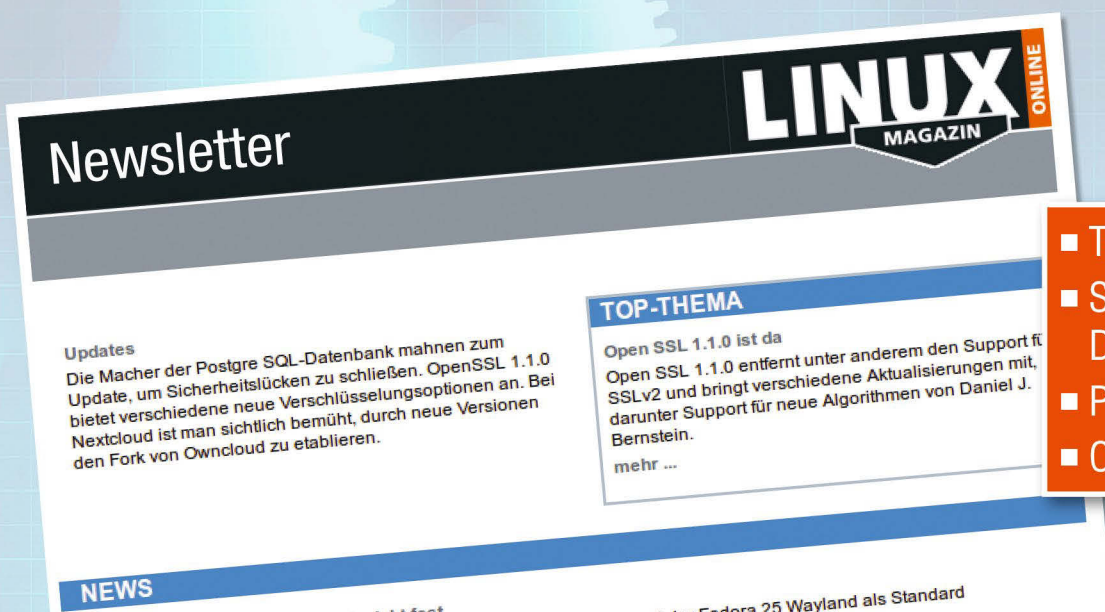 Newsletter
LINUX
MAGAZIN
ONLINE
Updates
Die Macher der Postgre SQL-Datenbank mahnen zum
Update, um Sicherheitslücken zu schließen. OpenSSL 1.1.0
bietet verschiedene neue Verschlüsselungsoptionen an. Bei
Nextcloud ist man sichtlich bemüht, durch neue Versionen
den Fork von Owncloud zu etablieren.
TOP-THEMA
Open SSL 1.1.0 ist da
Open SSL 1.1.0 entfernt unter anderem den Support
SSLv2 und bringt verschiedene Aktualisierungen mit,
darunter Support für neue Algorithmen von Daniel J.
Bernstein.
mehr ...
NEWS
Fedora 25 Wayland als Standard